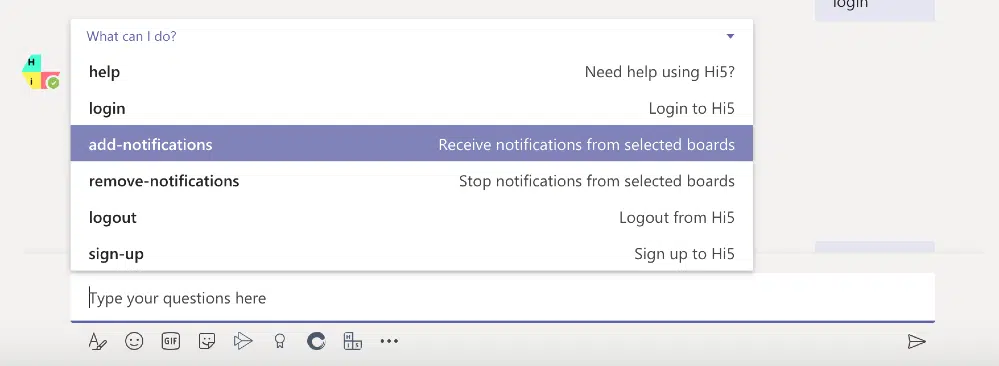 login
What can I do?
H
i
help Need help using Hi5?
login Login to Hi5
add-notifications Receive notifications from selected boards
remove-notifications Stop notifications from selected boards
logout Logout from Hi5
sign-up Sign up to Hi5
Type your questions here
GIF
H
I 5